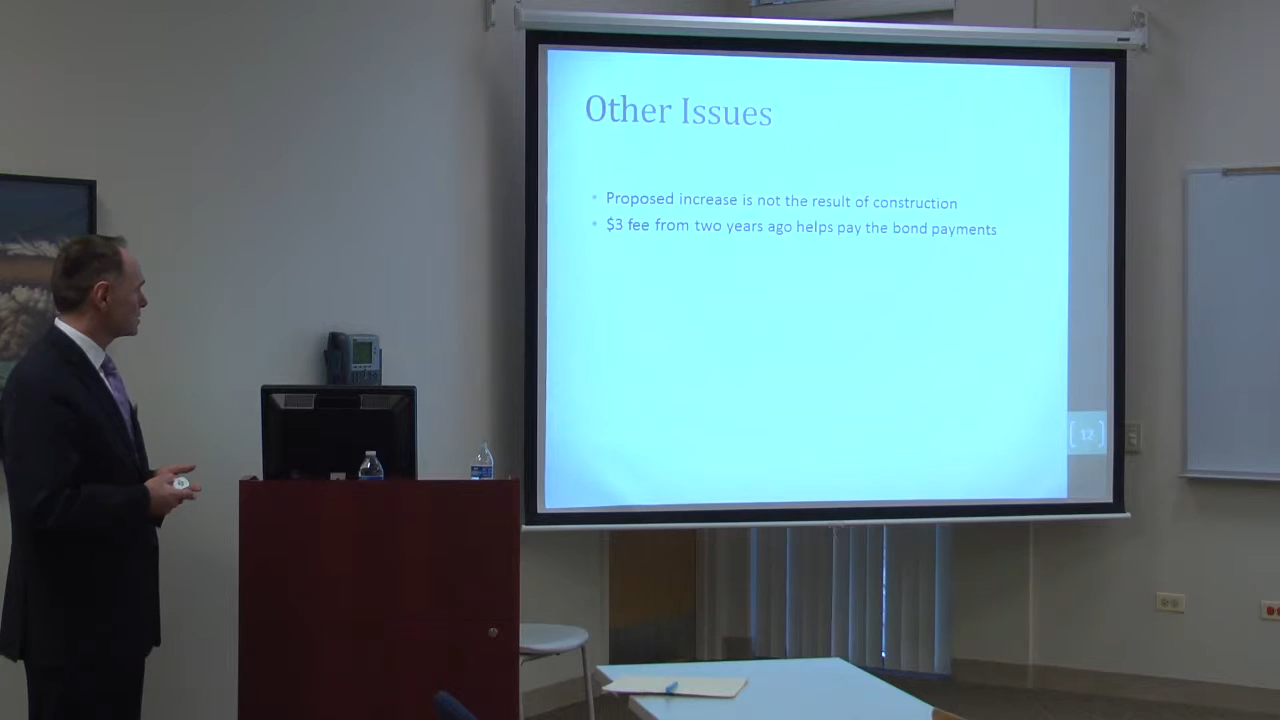 Other Issues
Proposed increase is not the result of construction
$3 fee from two years ago helps pay the bond payments
12